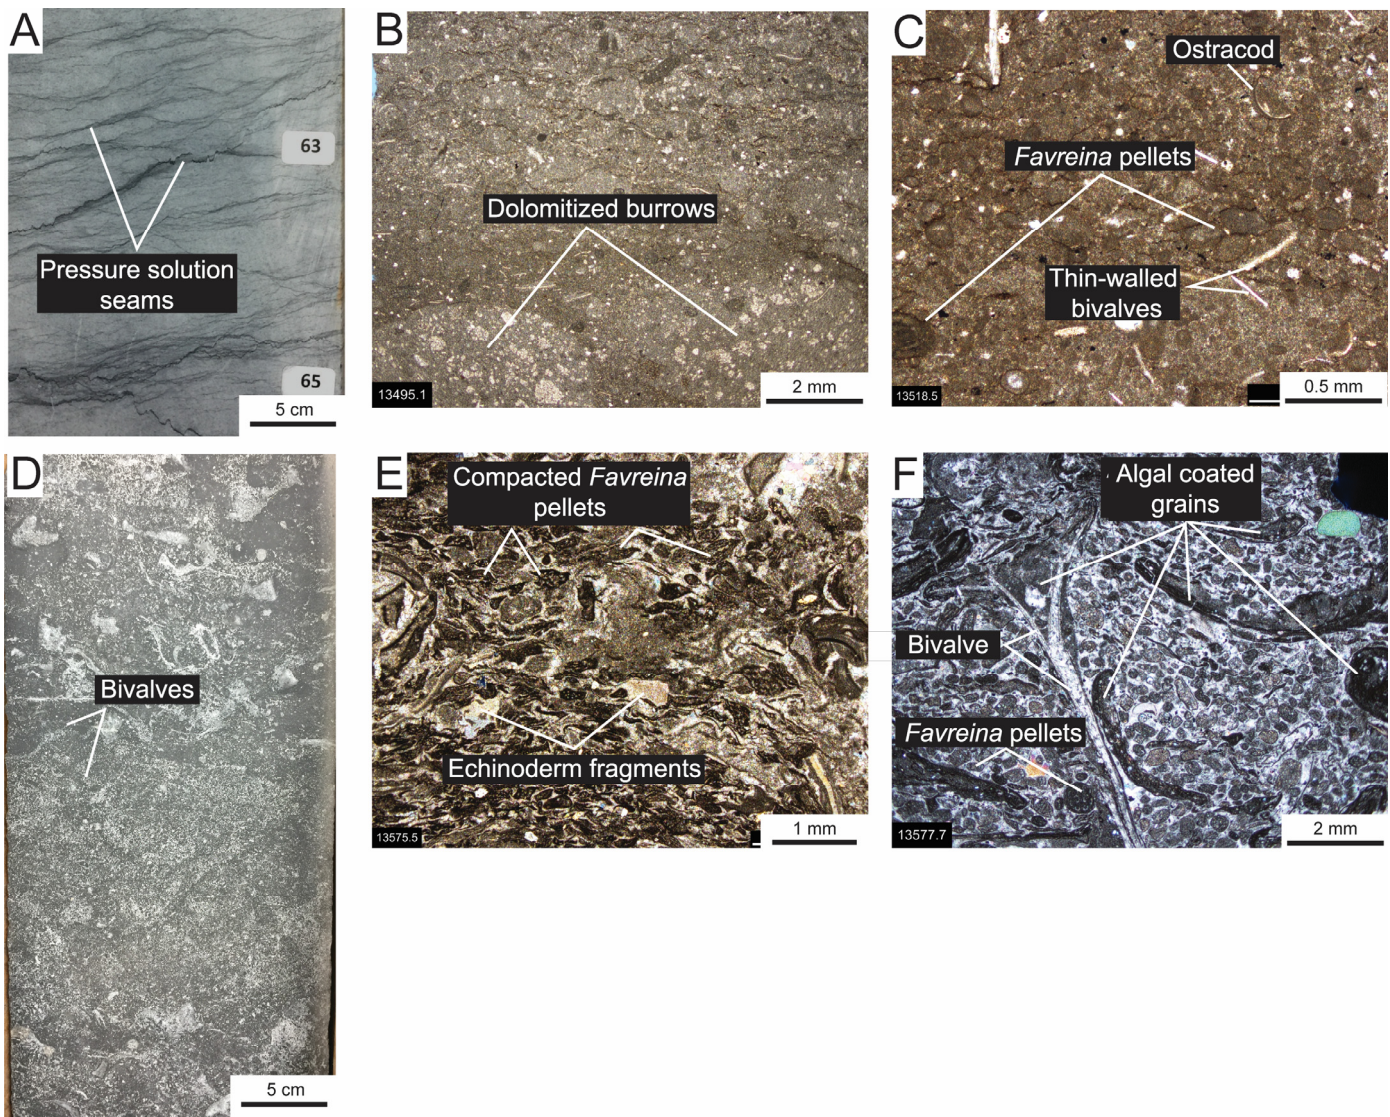 A
63
Pressure solution
seams
65
5 cm
B
Dolomitized burrows
13495.1
2 mm
C
Ostracod
Favreina pellets
Thin-walled
bivalves
13518.5
0.5 mm
D
Bivalves
5 cm
E
Compacted Favreina
pellets
Echinoderm fragments
13575.5
1 mm
F
Algal coated
grains
Bivalve
Favreina pellets
13577.7
2 mm